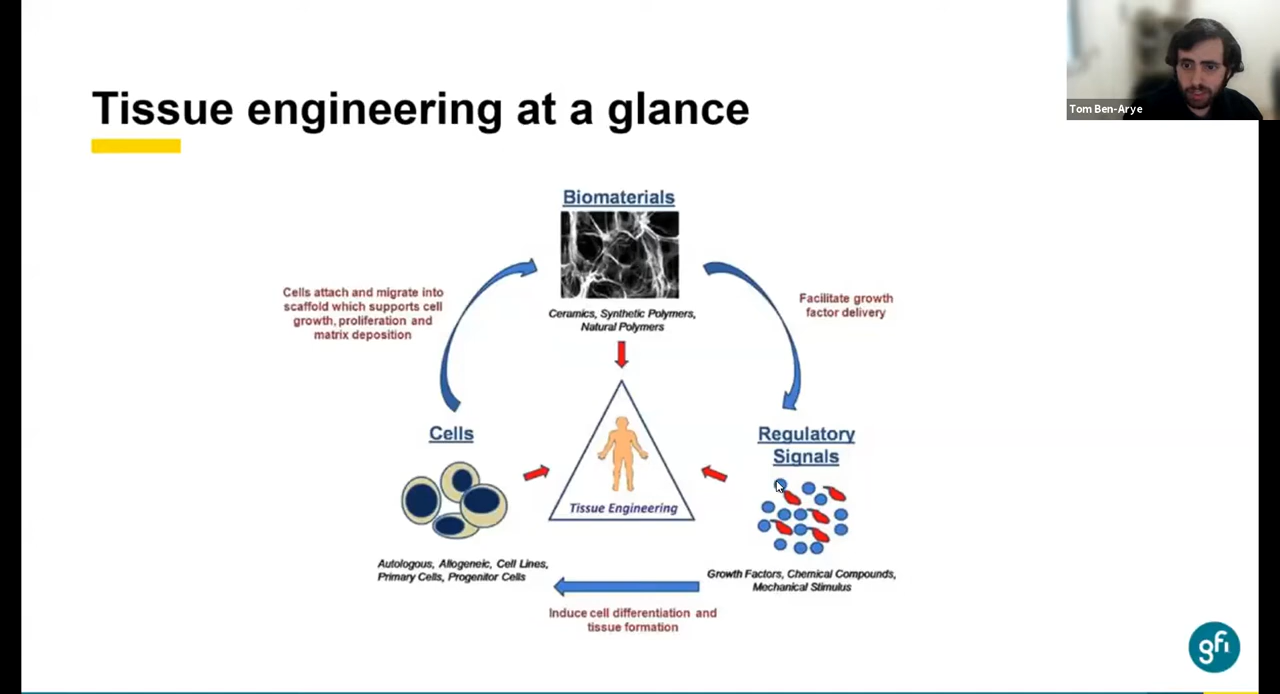 Tissue engineering at a glance
Tom Ben-Arye
Biomaterials
Ceramics, Synthetic Polymers,
Natural Polymers
Cells attach and migrate into
scaffold which supports cell
growth, proliferation and
matrix deposition
Facilitate growth
factor delivery
Cells
Autologous, Allogeneic, Cell Lines,
Primary Cells, Progenitor Cells
Tissue Engineering
Regulatory
Signals
Growth Factors, Chemical Compounds,
Mechanical Stimulus
Induce cell differentiation and
tissue formation
gfi